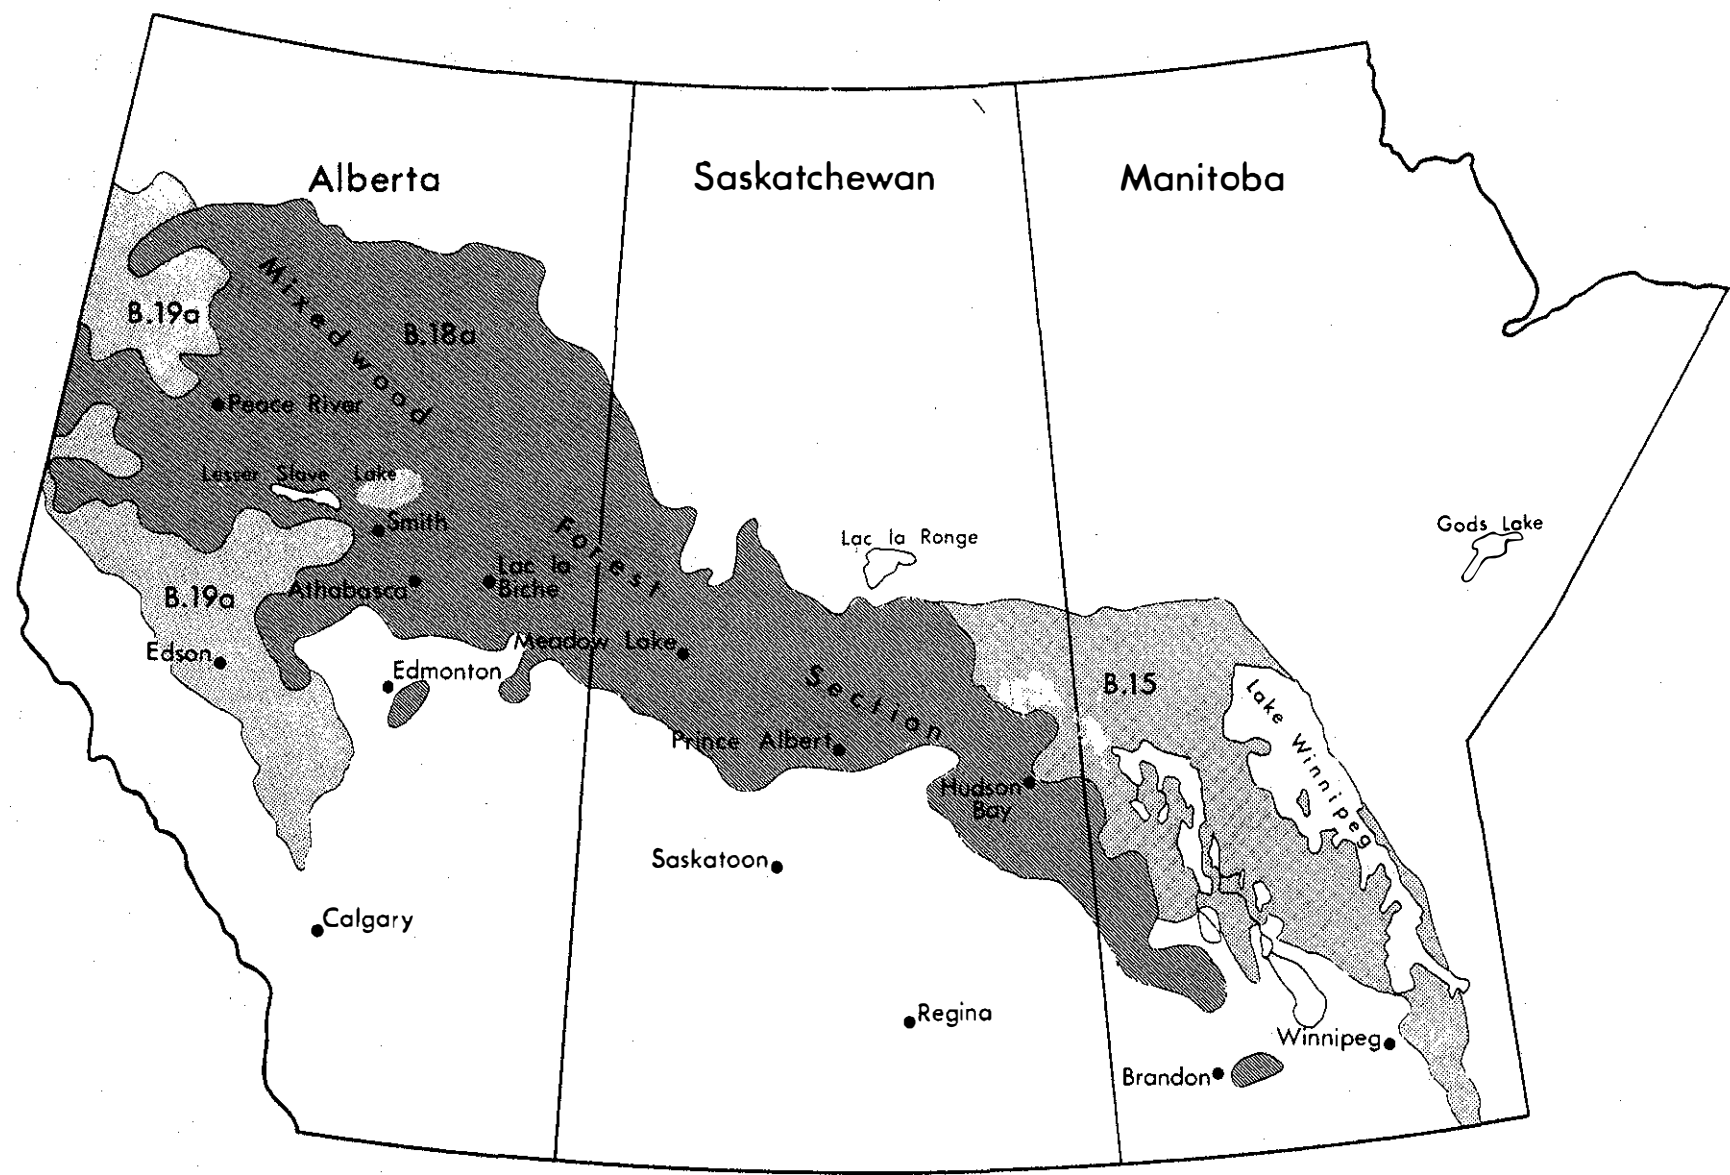 Alberta
Saskatchewan
Manitoba
B.19a
Mixedwood
B.18a
Peace River
Lesser Slave Lake
Smith
Forest
Lac la Ronge
Gods Lake
Lac la
Biche
Athabasca
B.19a
Edson
Meadow Lake
Edmonton
Section
B.15
Lake Winnipeg
Prince Albert
Hudson
Bay
Saskatoon
Calgary
Regina
Winnipeg
Brandon